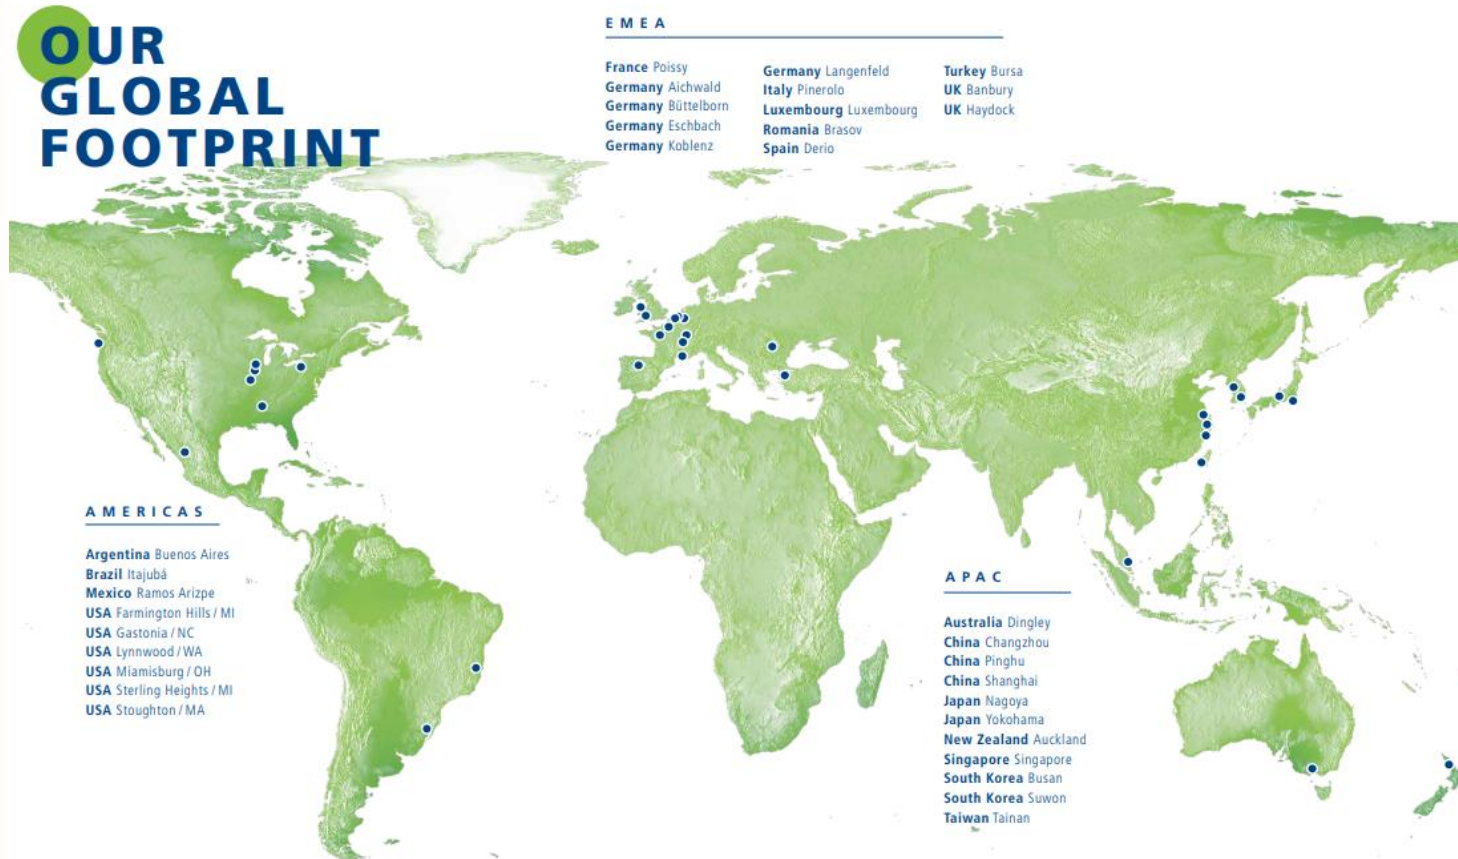 OUR
GLOBAL
FOOTPRINT
EMEA
France Poissy
Germany Aichwald
Germany Büttelborn
Germany Eschbach
Germany Koblenz
Germany Langenfeld
Italy Pinerolo
Luxembourg Luxembourg
Romania Brasov
Spain Derio
Turkey Bursa
UK Banbury
UK Haydock
AMERICAS
Argentina Buenos Aires
Brazil Itajubá
Mexico Ramos Arizpe
USA Farmington Hills / MI
USA Gastonia / NC
USA Lynnwood / WA
USA Miamisburg / OH
USA Sterling Heights / MI
USA Stoughton / MA
APAC
Australia Dingley
China Changzhou
China Pinghu
China Shanghai
Japan Nagoya
Japan Yokohama
New Zealand Auckland
Singapore Singapore
South Korea Busan
South Korea Suwon
Taiwan Tainan